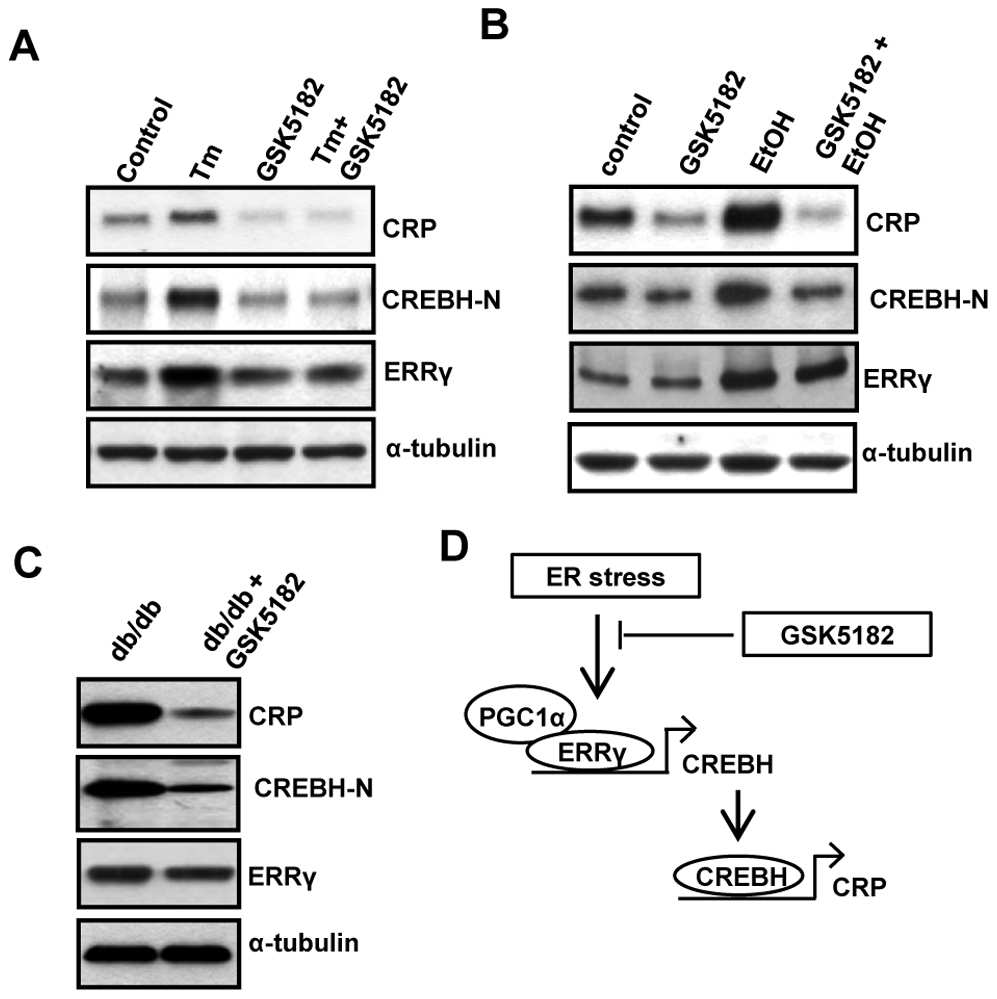 A
Control
Tm
GSK5182
Tm+
GSK5182
CRP
CREBH-N
ERRγ
α-tubulin
B
control
GSK5182
EtOH
GSK5182 +
EtOH
CRP
CREBH-N
ERRγ
α-tubulin
C
db/db
db/db +
GSK5182
CRP
CREBH-N
ERRγ
α-tubulin
D
ER stress
GSK5182
PGC1α
ERRγ
CREBH
CREBH
CRP